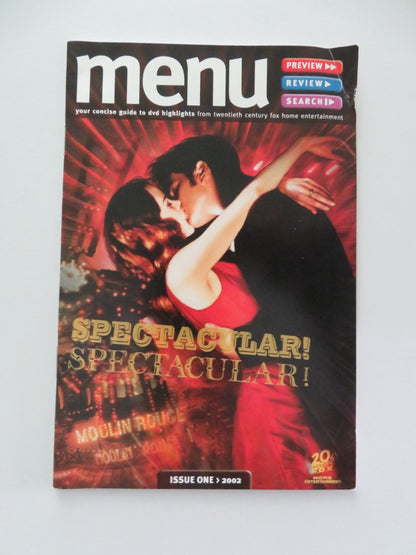 menu
PREVIEW
REVIEW
SEARCH
your concise guide to dvd highlights from twentieth century fox home entertainment
SPECTACULAR!
SPECTACULAR!
MOULIN ROUGE
ISSUE ONE > 2002
20th
FOX
HOME
ENTERTAINMENT